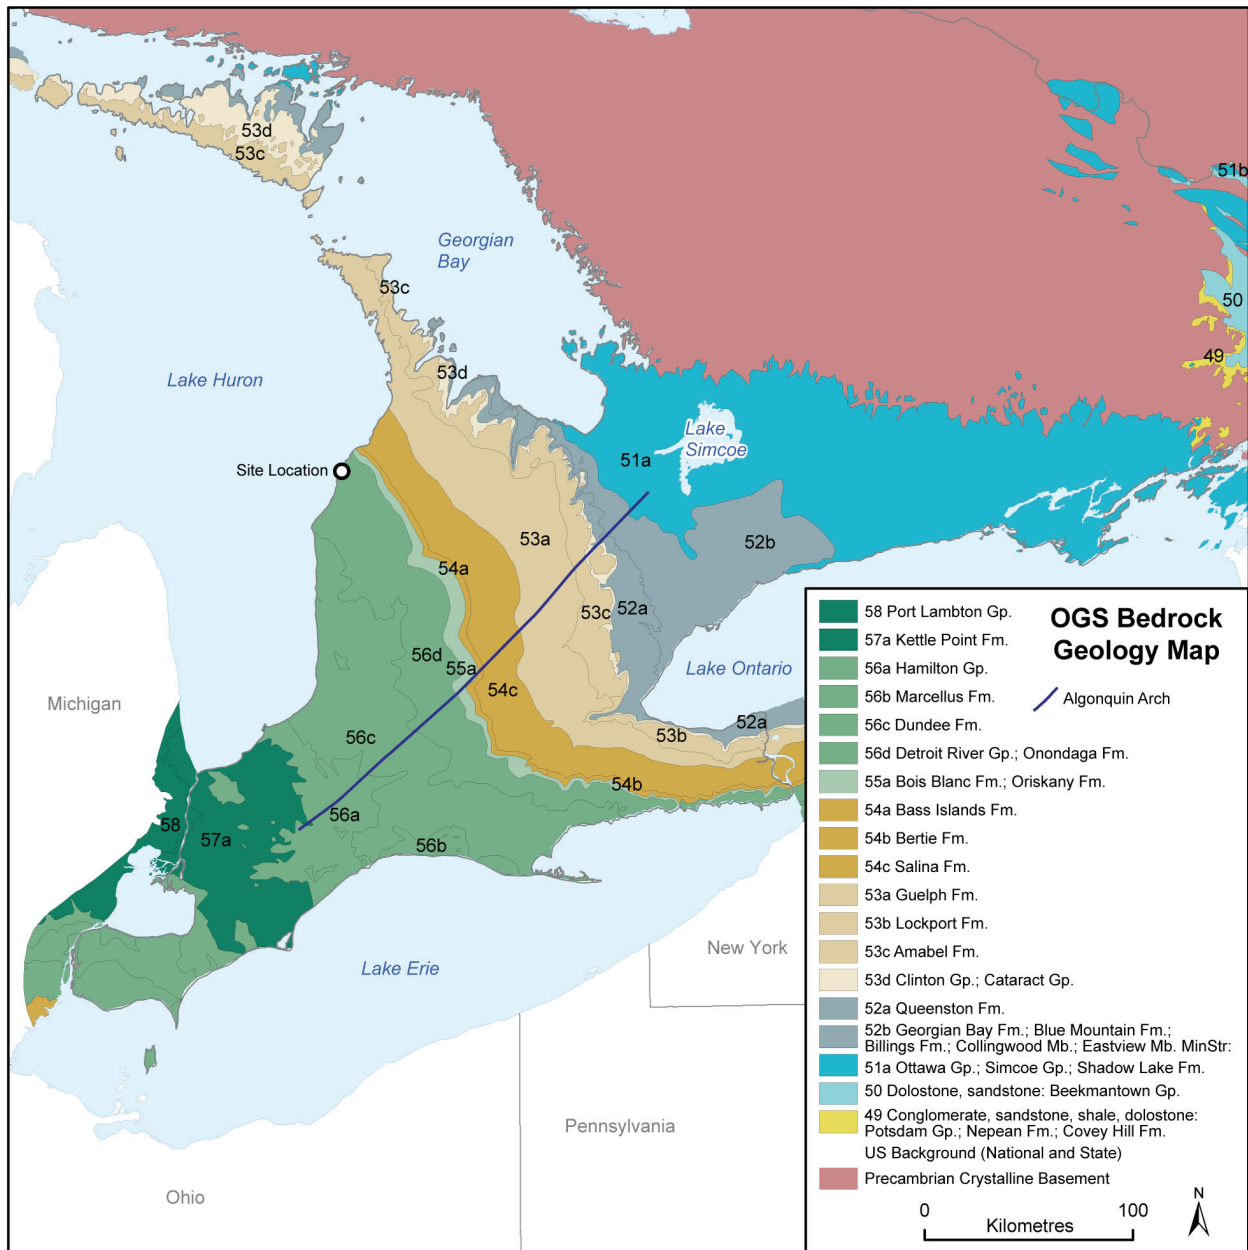 53d
53c
51b
Georgian
Bay
53c
50
49
53d
Lake Huron
Lake
Simcoe
51a
Site Location
53a
52b
54a
53c
52a
56d
55a
Lake Ontario
54c
Michigan
52a
53b
56c
54b
56a
58
57a
56b
New York
Lake Erie
Pennsylvania
Ohio
OGS Bedrock
Geology Map
Algonquin Arch
58 Port Lambton Gp.
57a Kettle Point Fm.
56a Hamilton Gp.
56b Marcellus Fm.
56c Dundee Fm.
56d Detroit River Gp.; Onondaga Fm.
55a Bois Blanc Fm.; Oriskany Fm.
54a Bass Islands Fm.
54b Bertie Fm.
54c Salina Fm.
53a Guelph Fm.
53b Lockport Fm.
53c Amabel Fm.
53d Clinton Gp.; Cataract Gp.
52a Queenston Fm.
52b Georgian Bay Fm.; Blue Mountain Fm.;
Billings Fm.; Collingwood Mb.; Eastview Mb. MinStr:
51a Ottawa Gp.; Simcoe Gp.; Shadow Lake Fm.
50 Dolostone, sandstone: Beekmantown Gp.
49 Conglomerate, sandstone, shale, dolostone:
Potsdam Gp.; Nepean Fm.; Covey Hill Fm.
US Background (National and State)
Precambrian Crystalline Basement
0 100
Kilometres
N